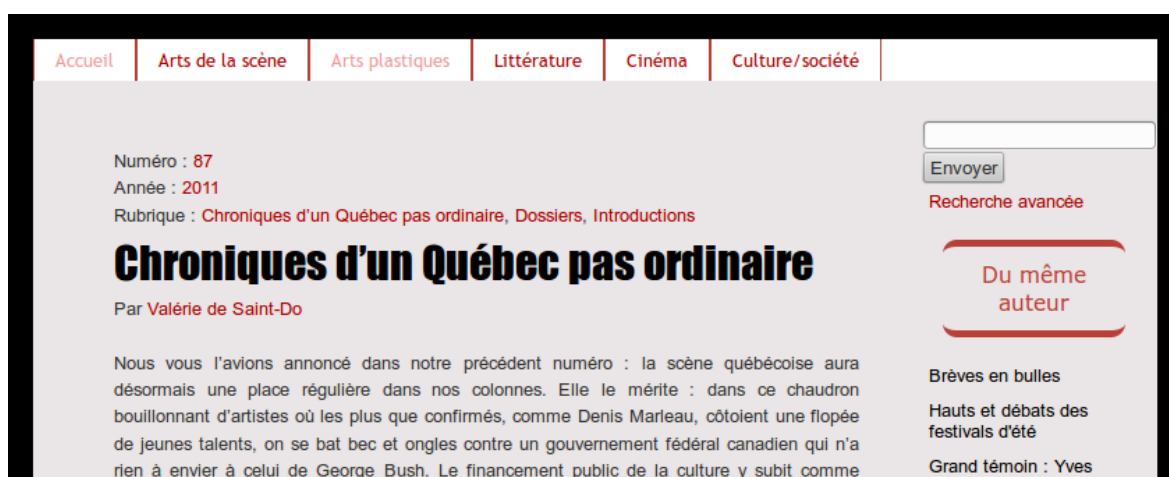 Accueil
Arts de la scène
Arts plastiques
Littérature
Cinéma
Culture/société
Numéro : 87
Année : 2011
Rubrique : Chroniques d'un Québec pas ordinaire, Dossiers, Introductions
Chroniques d'un Québec pas ordinaire
Par Valérie de Saint-Do
Nous vous l'avions annoncé dans notre précédent numéro : la scène québécoise aura
désormais une place régulière dans nos colonnes. Elle le mérite : dans ce chaudron
bouillonnant d'artistes où les plus que confirmés, comme Denis Marleau, côtoient une flopée
de jeunes talents, on se bat bec et ongles contre un gouvernement fédéral canadien qui n'a
rien à envier à celui de George Bush. Le financement public de la culture y subit comme
Envoyer
Recherche avancée
Du même
auteur
Brèves en bulles
Hauts et débats des
festivals d'été
Grand témoin : Yves